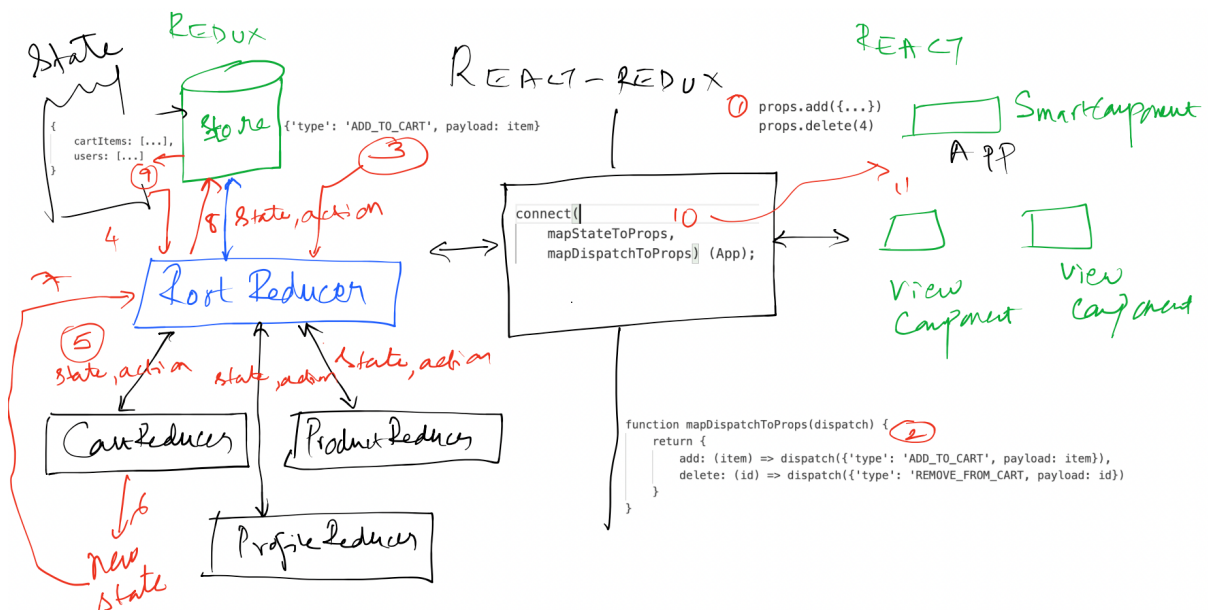 State
REDUX
REACT-REDUX
REACT
Store
{
cartItems: [...],
users: [...]
}
{'type': 'ADD_TO_CART', payload: item}
3
9
4
8
State, action
1 props.add({...})
props.delete(4)
SmartComponent
App
connect(
mapStateToProps,
mapDispatchToProps) (App);
10
11
View
Component
View
Component
7
Root Reducer
5
State, action
State, action
State, action
CartReducer
ProductReducer
ProfileReducer
6
New
State
function mapDispatchToProps(dispatch) { 2
return {
add: (item) => dispatch({'type': 'ADD_TO_CART', payload: item}),
delete: (id) => dispatch({'type': 'REMOVE_FROM_CART, payload: id})
}
}